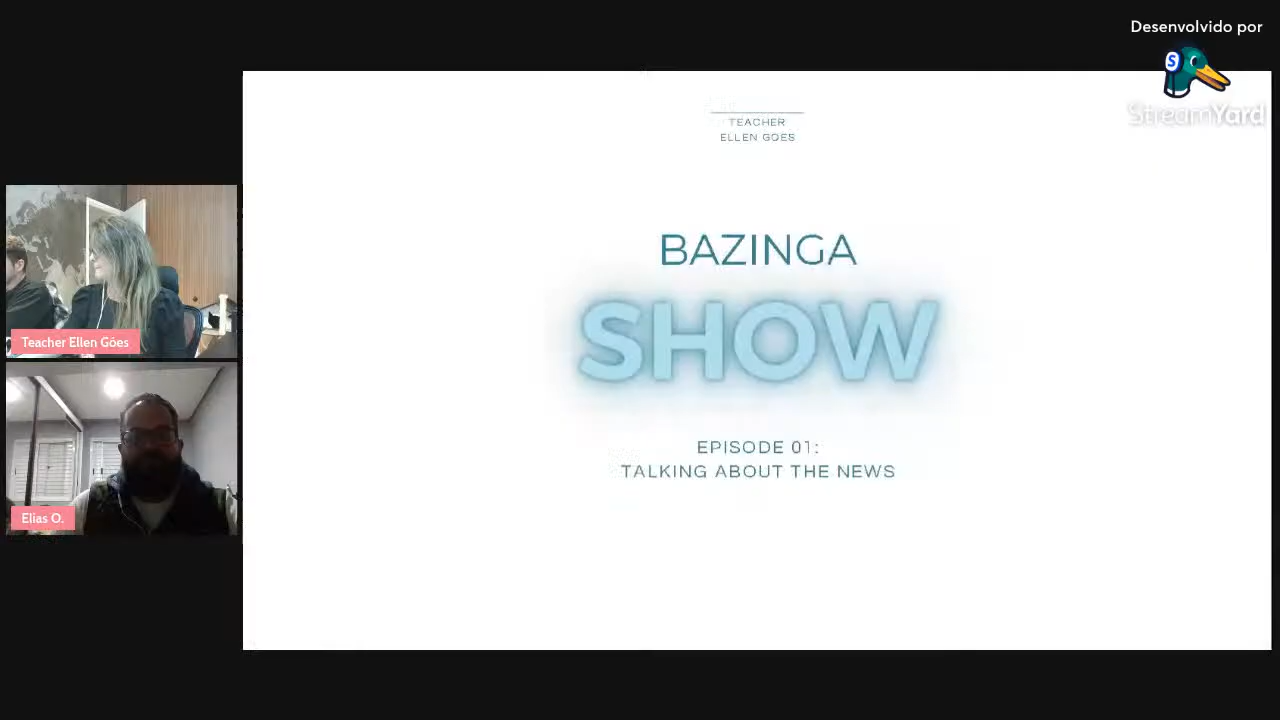 Desenvolvido por
S
StreamYard
TEACHER
ELLEN GOES
BAZINGA
SHOW
EPISODE 01:
TALKING ABOUT THE NEWS
Teacher Ellen Góes
Elias O.